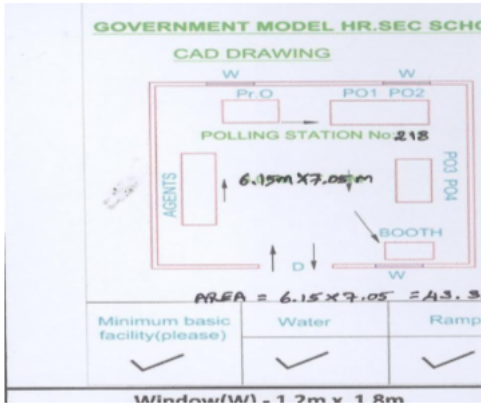 GOVERNMENT MODEL HR.SEC SCHO
CAD DRAWING
W W
Pr.O PO1 PO2
POLLING STATION No 218
AGENTS
6.15m X 7.05 m
PO3 PO4
BOOTH
D
W
AREA = 6.15 X 7.05 = 43.3
Minimum basic facility(please) Water Ramp
Window(W) - 1.2m x 1.8m